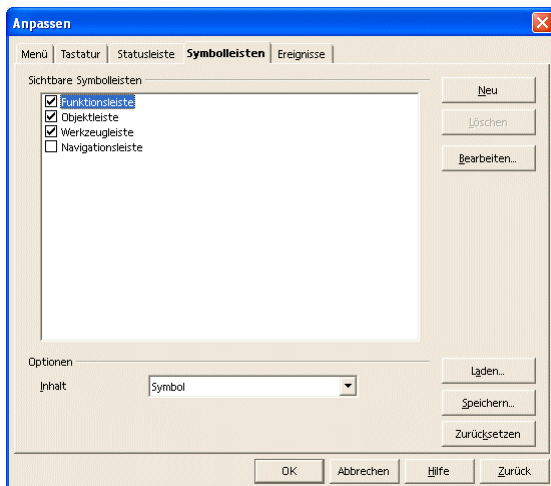 Anpassen
Menü Tastatur Statusleiste Symbolleisten Ereignisse
Sichtbare Symbolleisten
Funktionsleiste
Objektleiste
Werkzeugleiste
Navigationsleiste
Neu
Löschen
Bearbeiten...
Optionen
Inhalt Symbol
Laden...
Speichern...
Zurücksetzen
OK Abbrechen Hilfe Zurück